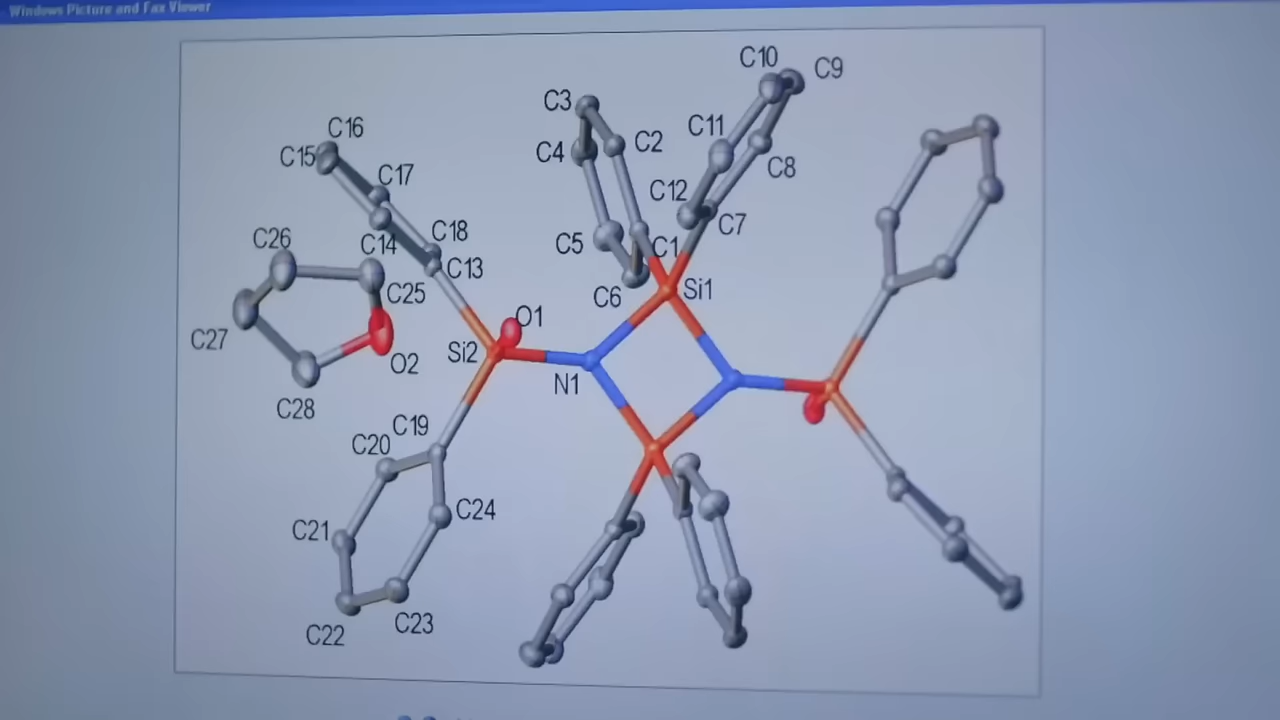 Windows Picture and Fax Viewer
C10
C9
C3
C16
C11
C2
C4
C15
C8
C17
C12
C7
C26
C18
C14
C5
C1
C13
C25
C6
Si1
O1
C27
Si2
O2
N1
C28
C19
C20
C24
C21
C23
C22